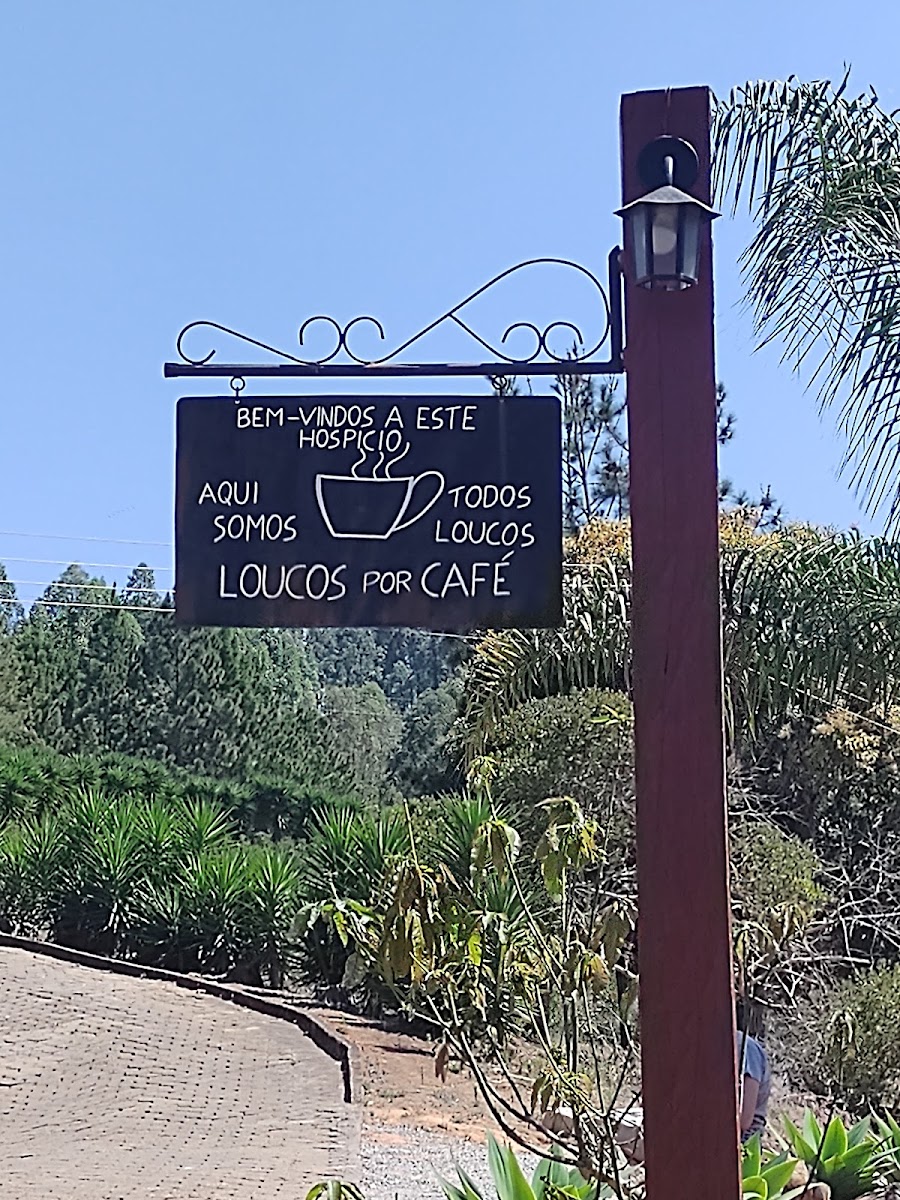 BEM-VINDOS A ESTE
HOSPICIO,
AQUI TODOS
SOMOS LOUCOS
LOUCOS POR CAFÉ